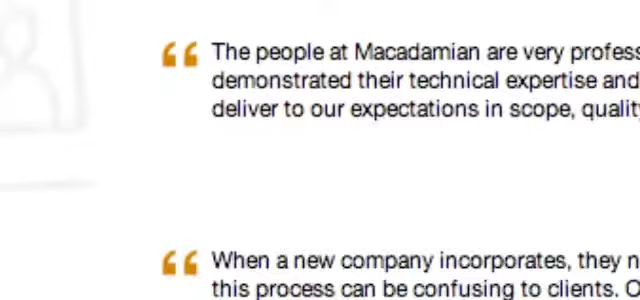 “ The people at Macadamian are very profess
demonstrated their technical expertise and
deliver to our expectations in scope, quality
“ When a new company incorporates, they n
this process can be confusing to clients. O